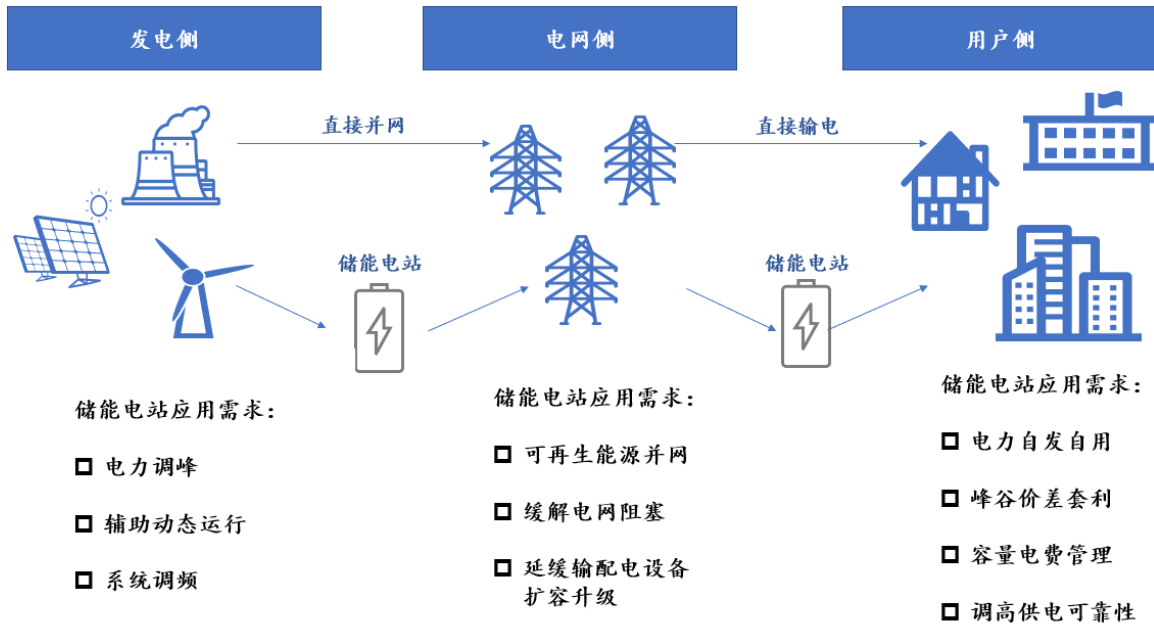 发电侧
电网侧
用户侧
直接并网
直接输电
储能电站
储能电站
储能电站应用需求：
电力调峰
辅助动态运行
系统调频
储能电站应用需求：
可再生能源并网
缓解电网阻塞
延缓输配电设备
扩容升级
储能电站应用需求：
电力自发自用
峰谷价差套利
容量电费管理
调高供电可靠性